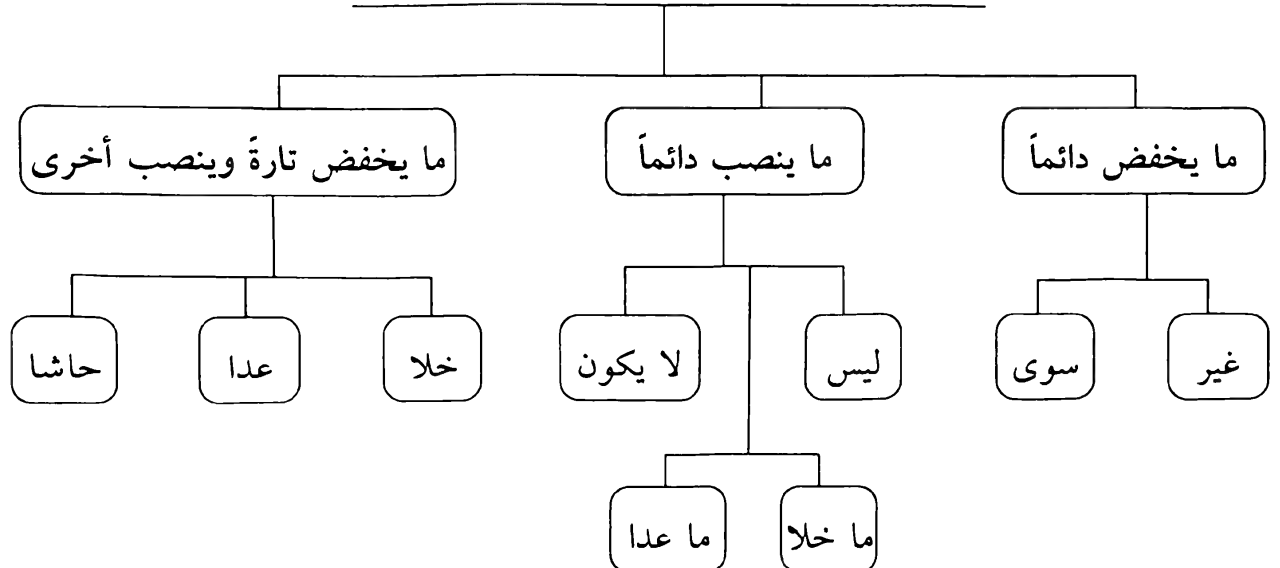 ما يخفض دائماً
ما ينصب دائماً
ما يخفض تارةً وينصب أخرى
غير
سوى
ليس
لا يكون
خلا
عدا
حاشا
ما خلا
ما عدا